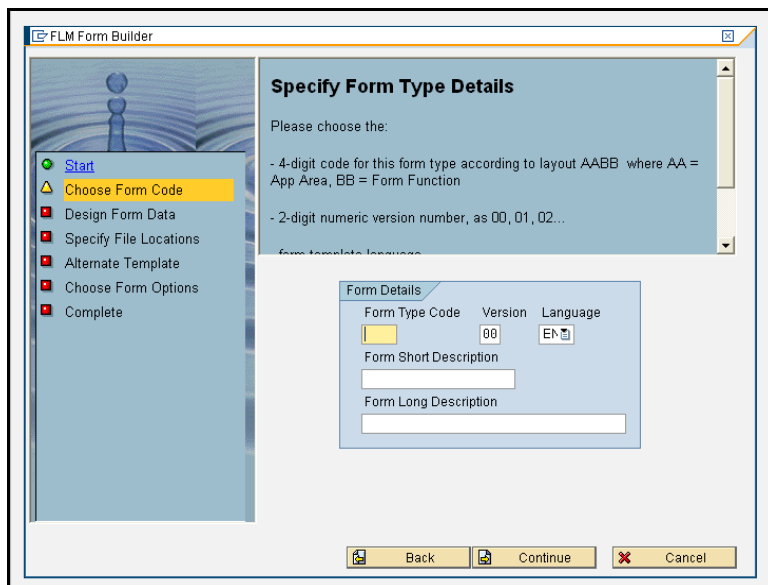 FLM Form Builder
Specify Form Type Details
Please choose the:
- 4-digit code for this form type according to layout AABB where AA =
App Area, BB = Form Function
- 2-digit numeric version number, as 00, 01, 02...
- form template language
Start
Choose Form Code
Design Form Data
Specify File Locations
Alternate Template
Choose Form Options
Complete
Form Details
Form Type Code Version Language
00 EN
Form Short Description
Form Long Description
Back Continue Cancel